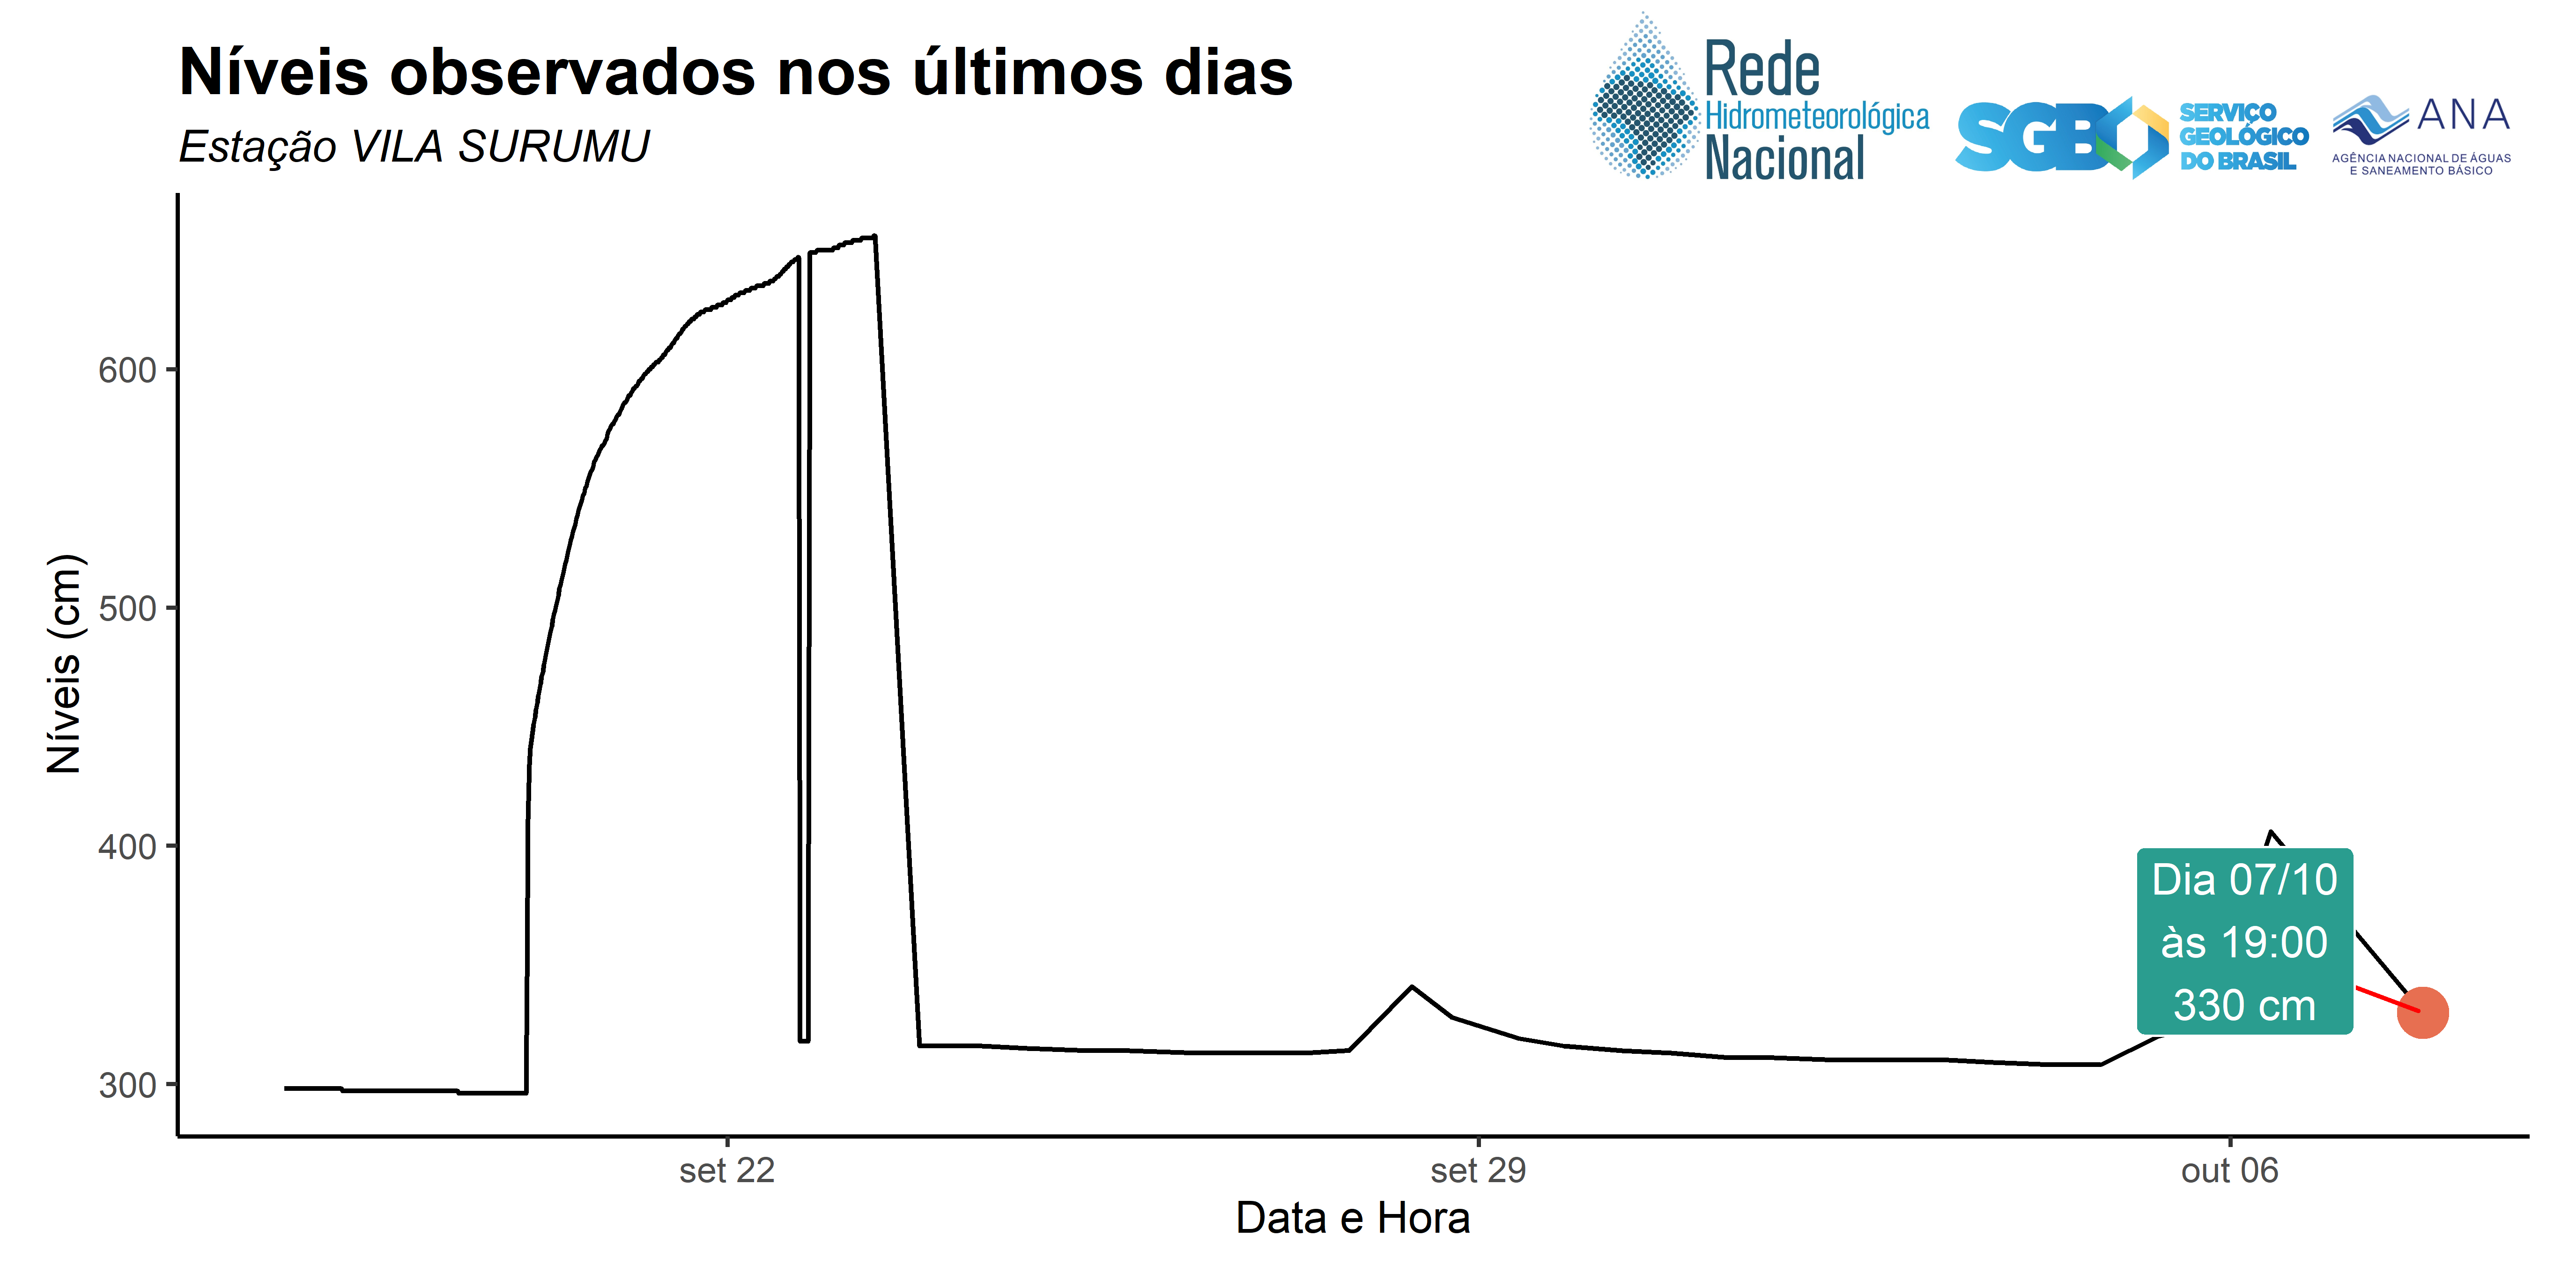 Níveis observados nos últimos dias
Estação VILA SURUMU
Rede
Hidrometeorológica
Nacional
SGB
SERVIÇO
GEOLÓGICO
DO BRASIL
ANA
AGÊNCIA NACIONAL DE ÁGUAS
E SANEAMENTO BÁSICO
Níveis (cm)
600
500
400
300
Dia 07/10
às 19:00
330 cm
set 22
set 29
out 06
Data e Hora